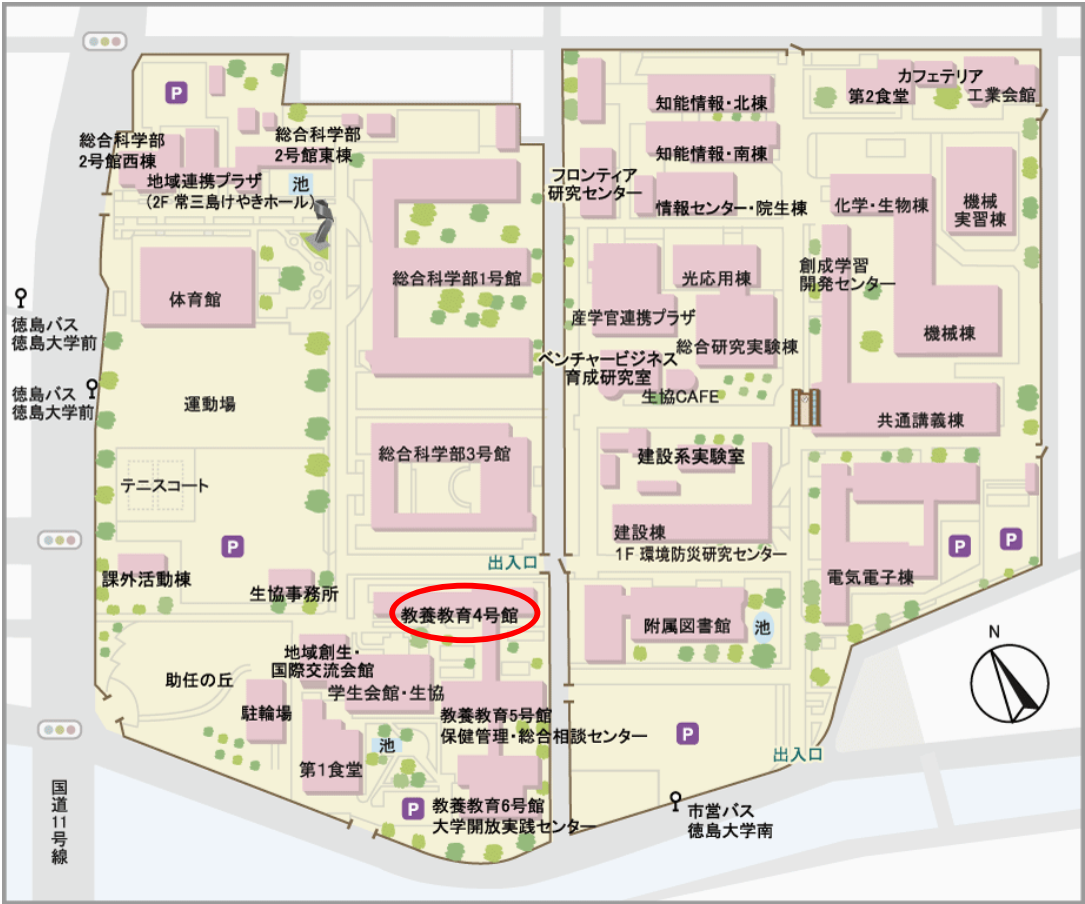 P
総合科学部
2号館西棟
総合科学部
2号館東棟
地域連携プラザ
(2F 常三島けやきホール)
池
体育館
総合科学部1号館
徳島バス
徳島大学前
徳島バス
徳島大学前
運動場
総合科学部3号館
テニスコート
P
課外活動棟
生協事務所
出入口
教養教育4号館
地域創生・
国際交流会館
学生会館・生協
助任の丘
駐輪場
教養教育5号館
保健管理・総合相談センター
池
第1食堂
P
教養教育6号館
大学開放実践センター
国道11号線
知能情報・北棟
カフェテリア
第2食堂
工業会館
知能情報・南棟
フロンティア
研究センター
情報センター・院生棟
化学・生物棟
機械
実習棟
光応用棟
創成学習
開発センター
産学官連携プラザ
総合研究実験棟
機械棟
ベンチャービジネス
育成研究室
生協CAFE
共通講義棟
建設系実験室
建設棟
1F 環境防災研究センター
P
P
電気電子棟
附属図書館
池
N
P
出入口
市営バス
徳島大学南